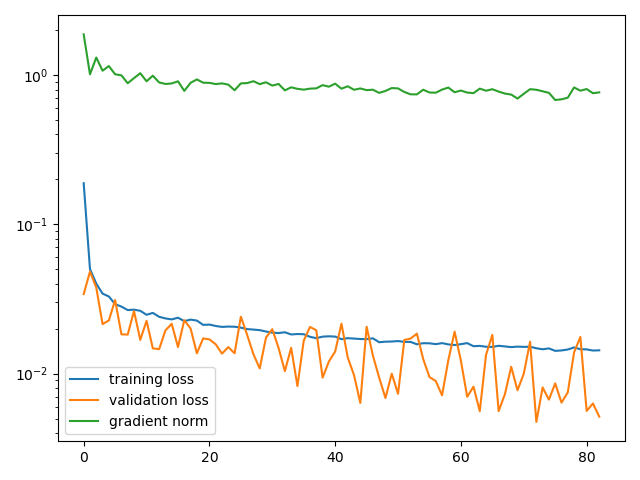 10⁰
10⁻¹
10⁻²
training loss
validation loss
gradient norm
0 20 40 60 80